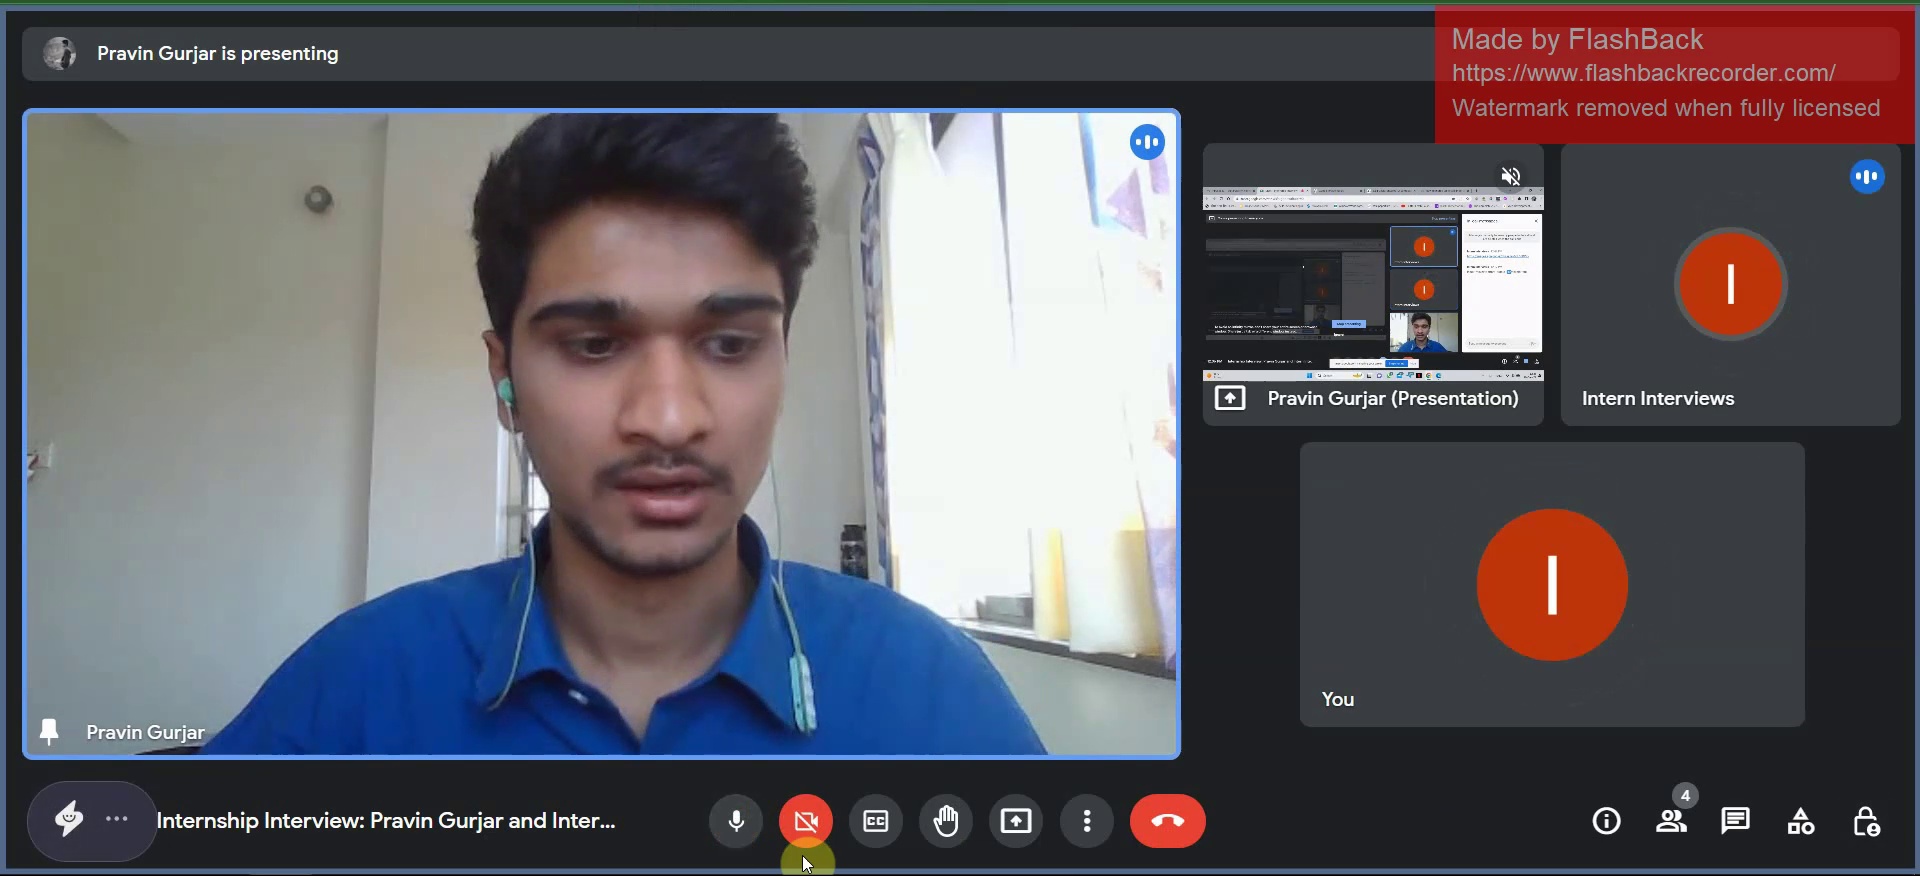 Pravin Gurjar is presenting
Made by FlashBack
https://www.flashbackrecorder.com/
Watermark removed when fully licensed
Pravin Gurjar
Pravin Gurjar (Presentation)
I
Intern Interviews
I
You
Internship Interview: Pravin Gurjar and Inter...
CC
4